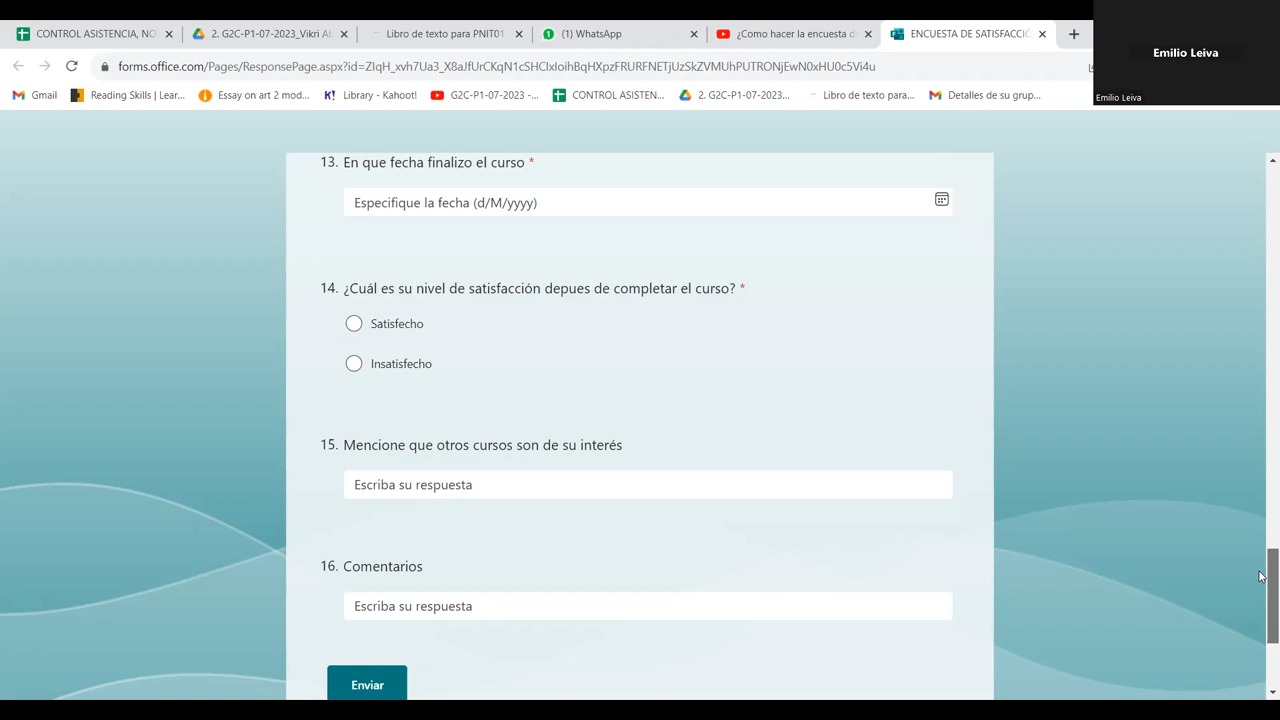 CONTROL ASISTENCIA, NO
2. G2C-P1-07-2023_Vikri Ab
Libro de texto para PNIT01
(1) WhatsApp
¿Como hacer la encuesta d
ENCUESTA DE SATISFACCIÓ
Emilio Leiva
forms.office.com/Pages/ResponsePage.aspx?id=ZIqH_xvh7Ua3_X8aJfUrCKqN1cSHCIxIoihBqHXpzFRURFNETjUzSkZVMUhPUTRONjEwN0xHU0c5Vi4u
Emilio Leiva
Gmail
Reading Skills | Lear...
Essay on art 2 mod...
Library - Kahoot!
G2C-P1-07-2023 -...
CONTROL ASISTEN...
2. G2C-P1-07-2023...
Libro de texto para...
Detalles de su grup...
13. En que fecha finalizo el curso *
Especifique la fecha (d/M/yyyy)
14. ¿Cuál es su nivel de satisfacción depues de completar el curso? *
Satisfecho
Insatisfecho
15. Mencione que otros cursos son de su interés
Escriba su respuesta
16. Comentarios
Escriba su respuesta
Enviar